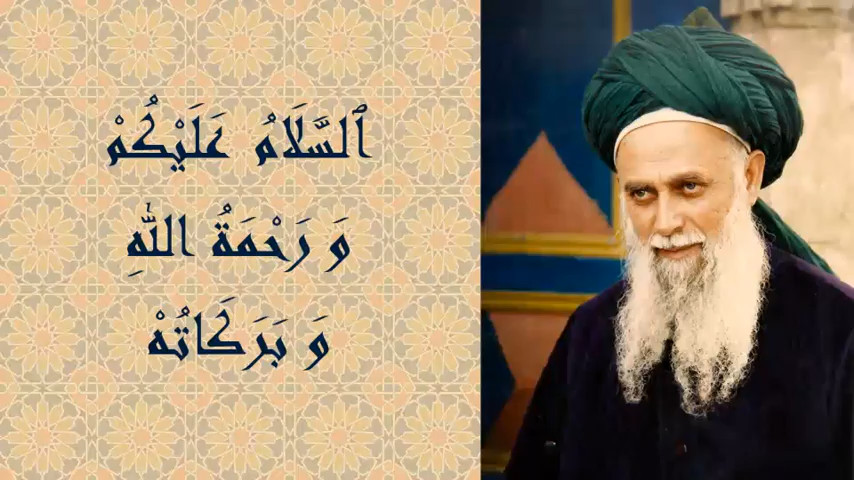 ٱلسَّلَامُ عَلَيْكُمْ
وَ رَحْمَةُ اللّٰهِ
وَ بَرَكَاتُهْ